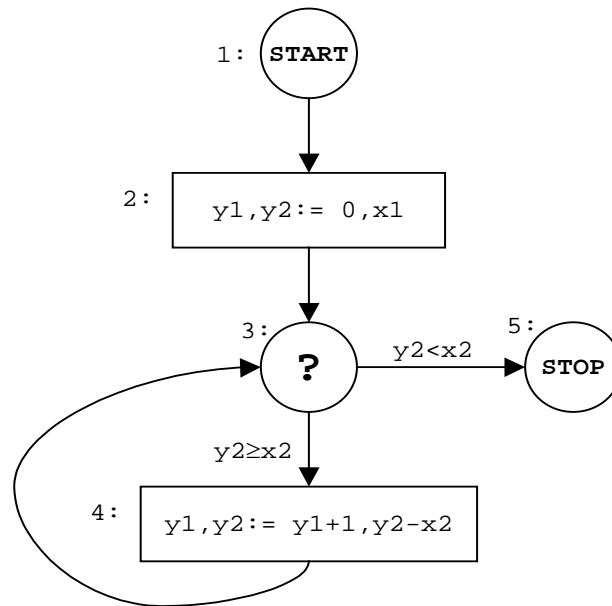 1: START
2: y1,y2:= 0,x1
3: ?
y2<x2
5: STOP
y2≥x2
4: y1,y2:= y1+1,y2-x2